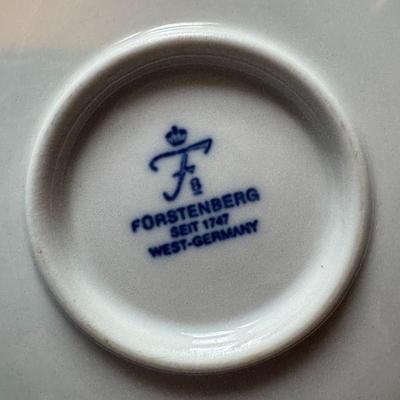 F
FÜRSTENBERG
SEIT 1747
WEST-GERMANY